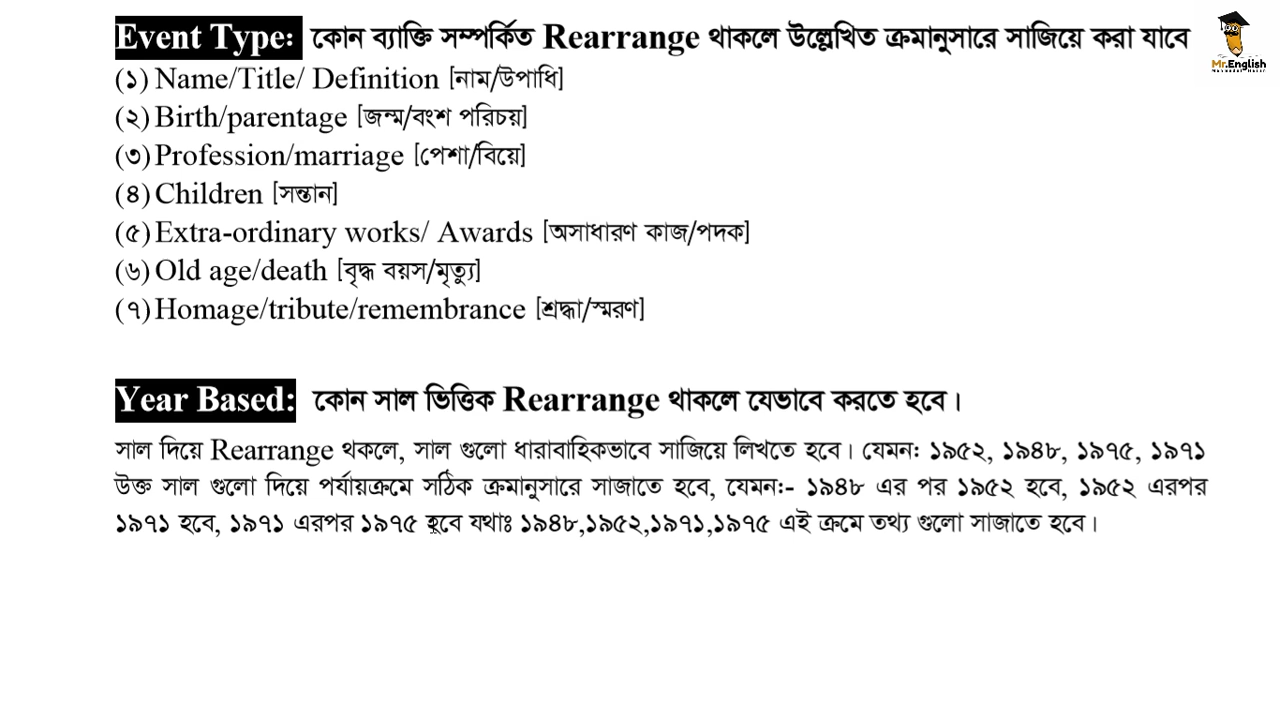 Event Type: কোন ব্যাক্তি সম্পর্কিত Rearrange থাকলে উল্লেখিত ক্রমানুসারে সাজিয়ে করা যাবে
Mr.English
(১) Name/Title/ Definition [নাম/উপাধি]
(২) Birth/parentage [জন্ম/বংশ পরিচয়]
(৩) Profession/marriage [পেশা/বিয়ে]
(৪) Children [সন্তান]
(৫) Extra-ordinary works/ Awards [অসাধারণ কাজ/পদক]
(৬) Old age/death [বৃদ্ধ বয়স/মৃত্যু]
(৭) Homage/tribute/remembrance [শ্রদ্ধা/স্মরণ]
Year Based: কোন সাল ভিত্তিক Rearrange থাকলে যেভাবে করতে হবে।
সাল দিয়ে Rearrange থকলে, সাল গুলো ধারাবাহিকভাবে সাজিয়ে লিখতে হবে। যেমন: ১৯৫২, ১৯৪৮, ১৯৭৫, ১৯৭১
উক্ত সাল গুলো দিয়ে পর্যায়ক্রমে সঠিক ক্রমানুসারে সাজাতে হবে, যেমন:- ১৯৪৮ এর পর ১৯৫২ হবে, ১৯৫২ এরপর
১৯৭১ হবে, ১৯৭১ এরপর ১৯৭৫ হবে যথাঃ ১৯৪৮,১৯৫২,১৯৭১,১৯৭৫ এই ক্রমে তথ্য গুলো সাজাতে হবে।